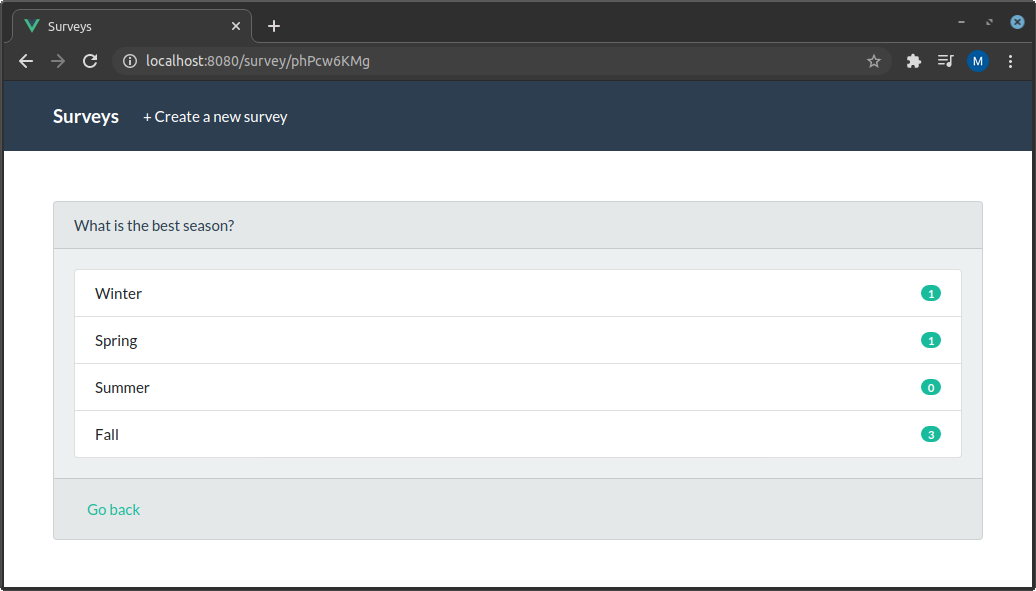 Surveys
localhost:8080/survey/phPcw6KMg
M
Surveys + Create a new survey
What is the best season?
Winter 1
Spring 1
Summer 0
Fall 3
Go back